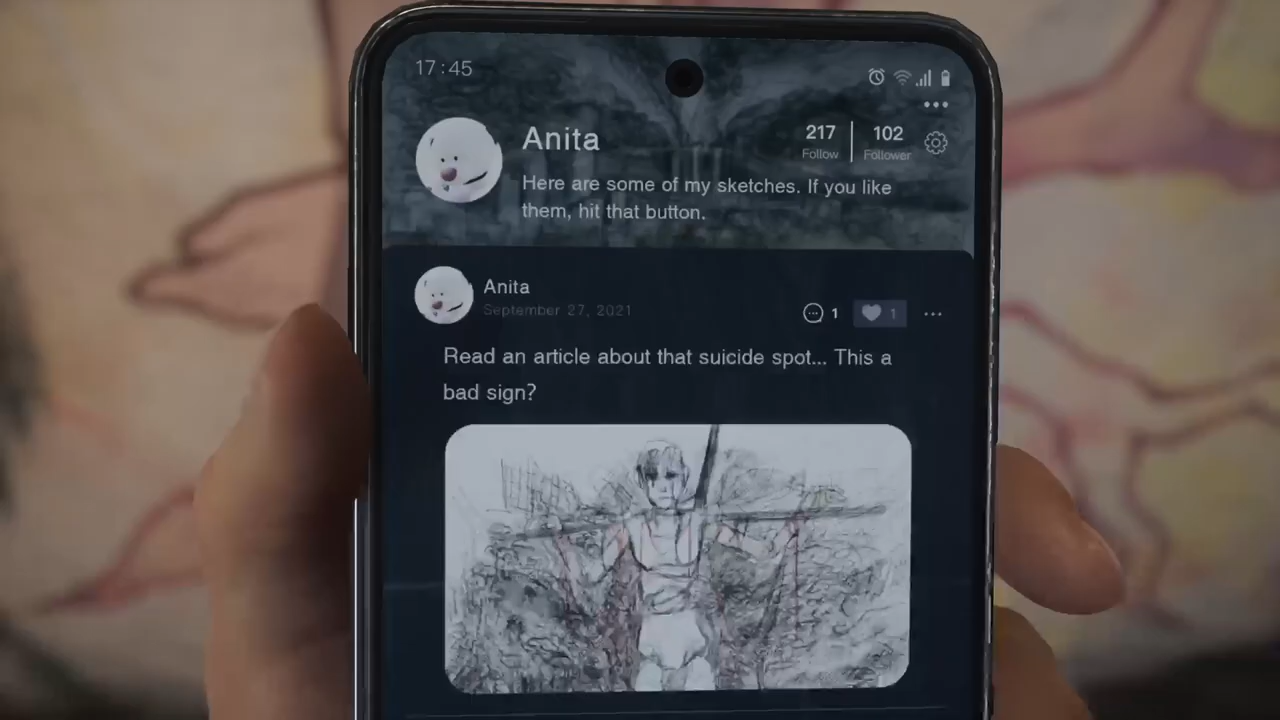 17:45
Anita
217
102
Follow
Follower
Here are some of my sketches. If you like
them, hit that button.
Anita
September 27, 2021
1
1
Read an article about that suicide spot... This a
bad sign?